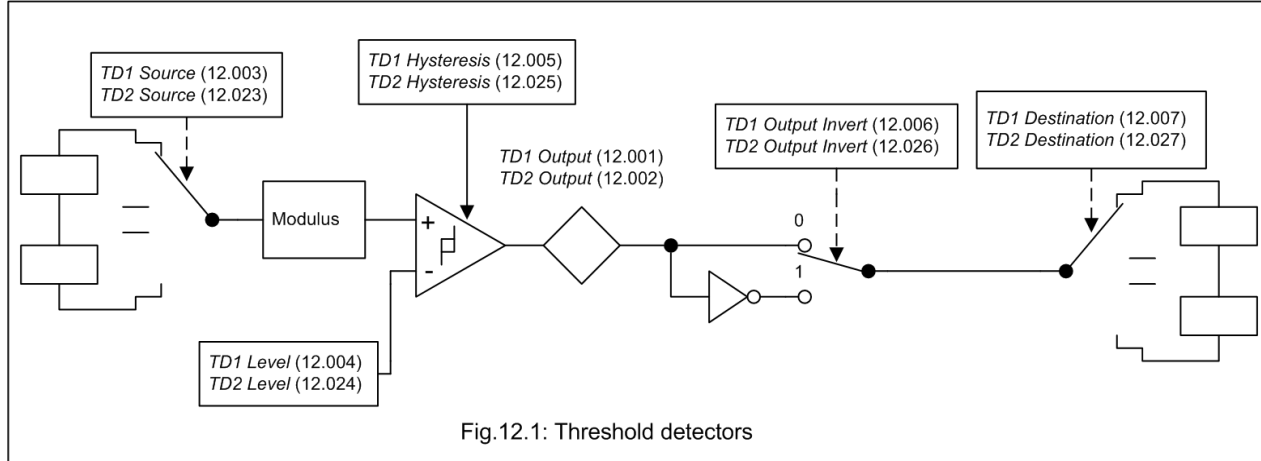 TD1 Source (12.003)
TD2 Source (12.023)
TD1 Hysteresis (12.005)
TD2 Hysteresis (12.025)
TD1 Output (12.001)
TD2 Output (12.002)
TD1 Output Invert (12.006)
TD2 Output Invert (12.026)
TD1 Destination (12.007)
TD2 Destination (12.027)
Modulus
+
-
0
1
TD1 Level (12.004)
TD2 Level (12.024)
Fig.12.1: Threshold detectors